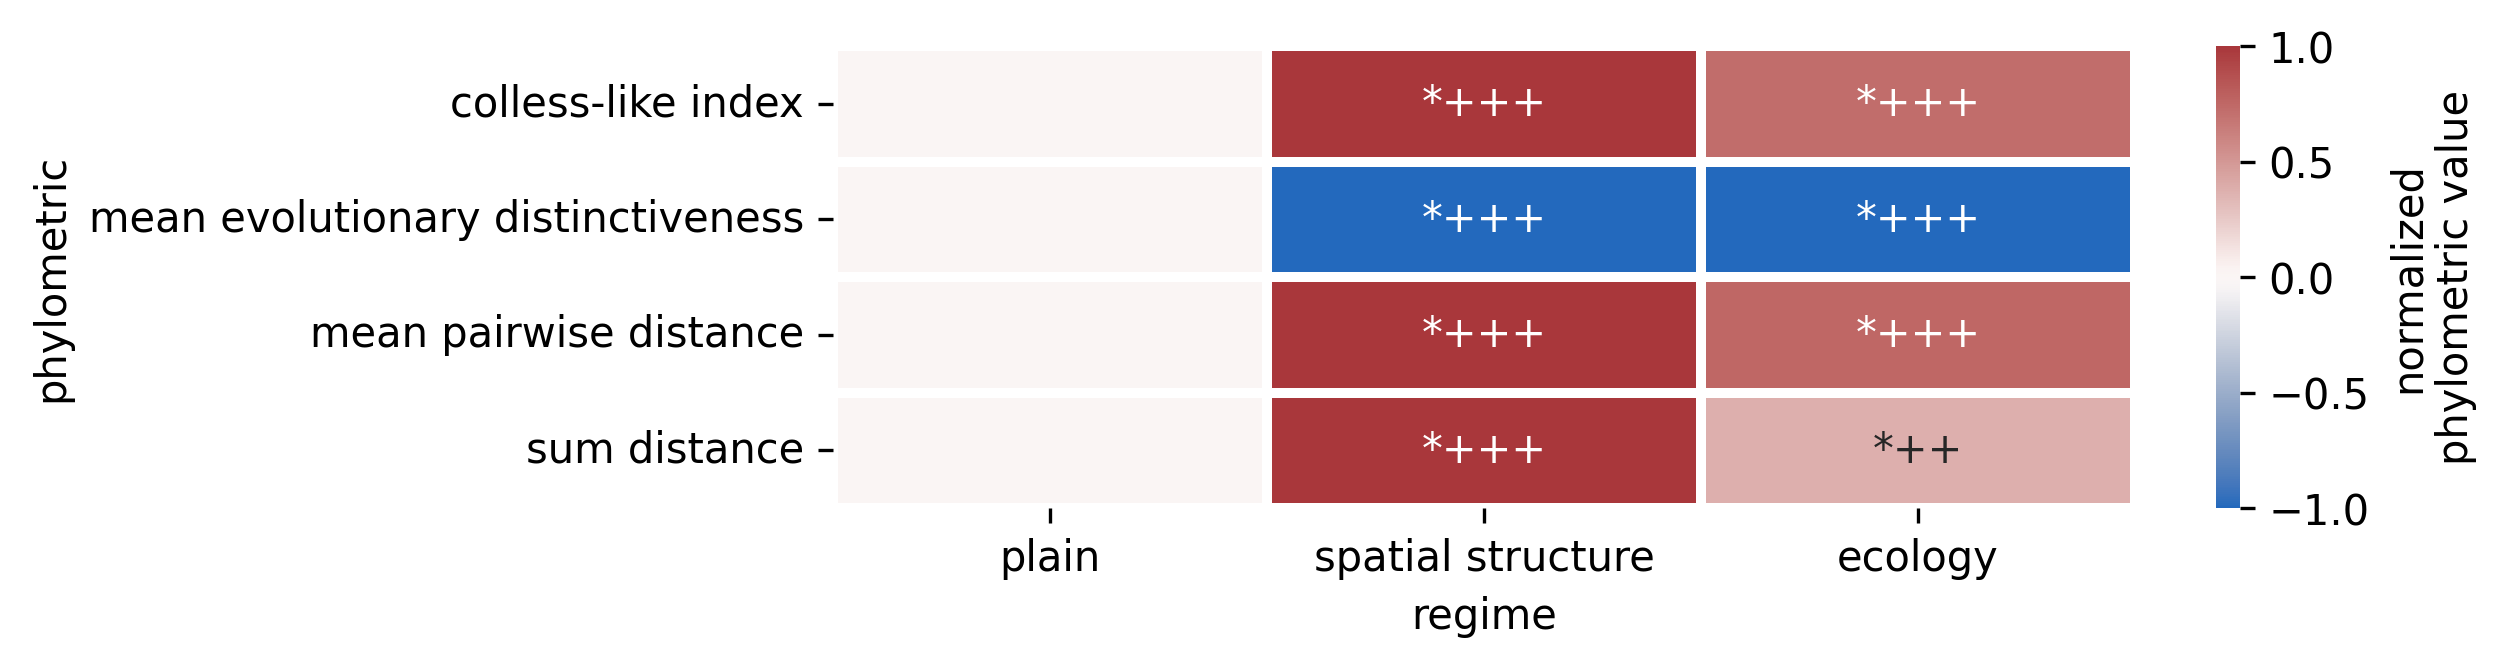 phylometric
colless-like index
mean evolutionary distinctiveness
mean pairwise distance
sum distance
*+++ *+++
*+++ *+++
*+++ *+++
*+++ *++
plain spatial structure ecology
regime
1.0
0.5
0.0
−0.5
−1.0
normalized
phylometric value